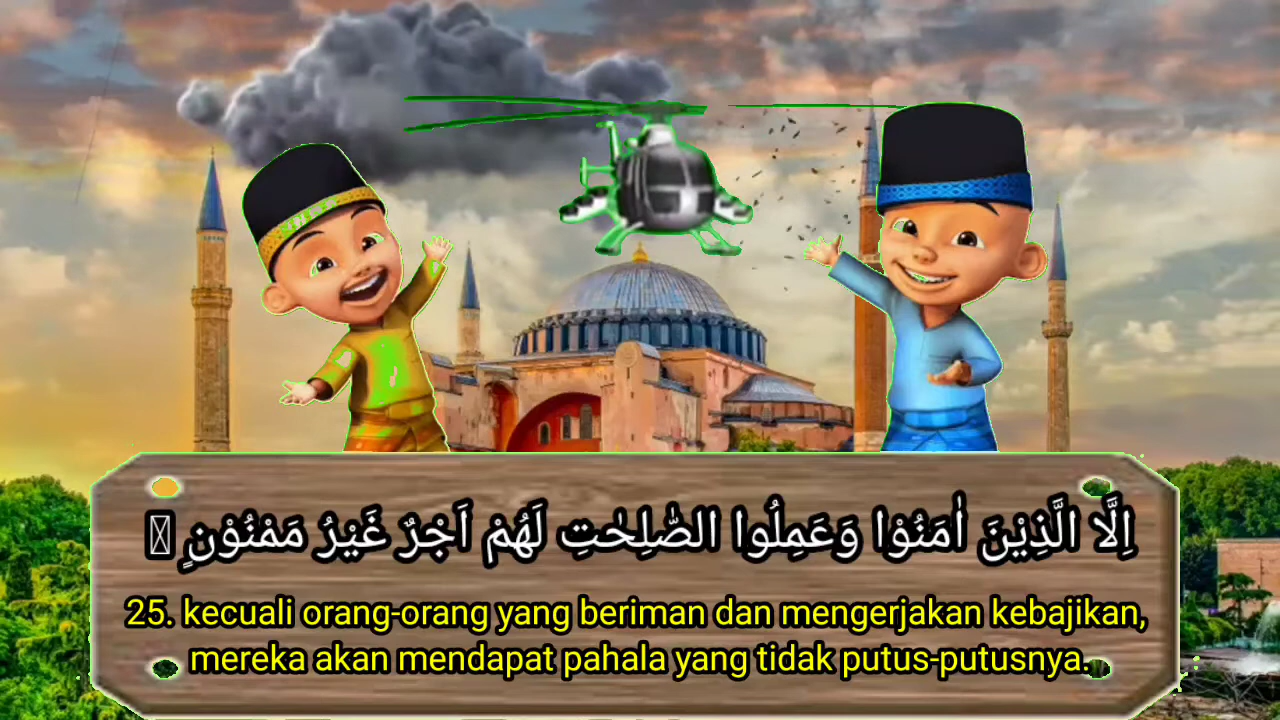 اِلَّا الَّذِيْنَ اٰمَنُوْا وَعَمِلُوا الصّٰلِحٰتِ لَهُمْ اَجْرٌ غَيْرُ مَمْنُوْنٍ
25. kecuali orang-orang yang beriman dan mengerjakan kebajikan,
mereka akan mendapat pahala yang tidak putus-putusnya.